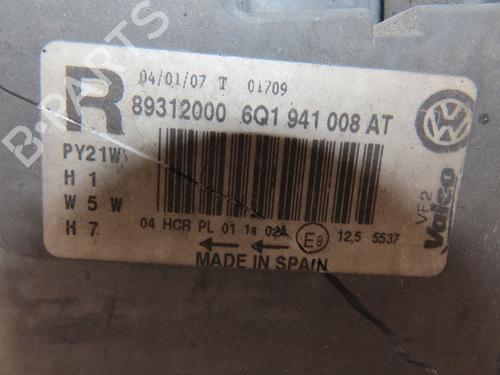 B-PARTS
04/01/07 T 01709
R
89312000 6Q1 941 008 AT
PY21W
H 1
W 5 W
H 7
04 HCR PL 01 1a 02A E9 12,5 5537
MADE IN SPAIN
VE2
Valeo